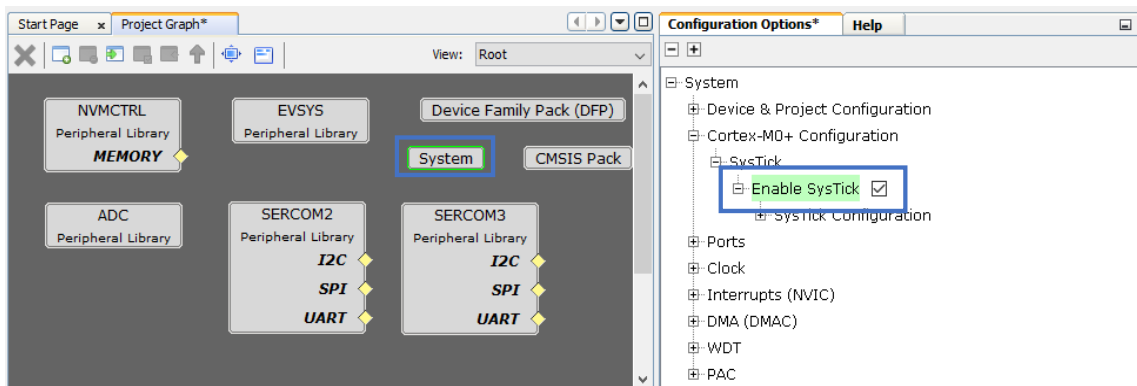 Start Page x Project Graph*
View: Root
NVMCTRL
Peripheral Library
MEMORY
EVSYS
Peripheral Library
Device Family Pack (DFP)
System
CMSIS Pack
ADC
Peripheral Library
SERCOM2
Peripheral Library
I2C
SPI
UART
SERCOM3
Peripheral Library
I2C
SPI
UART
Configuration Options* Help
System
Device & Project Configuration
Cortex-M0+ Configuration
SysTick
Enable SysTick
SysTick Configuration
Ports
Clock
Interrupts (NVIC)
DMA (DMAC)
WDT
PAC